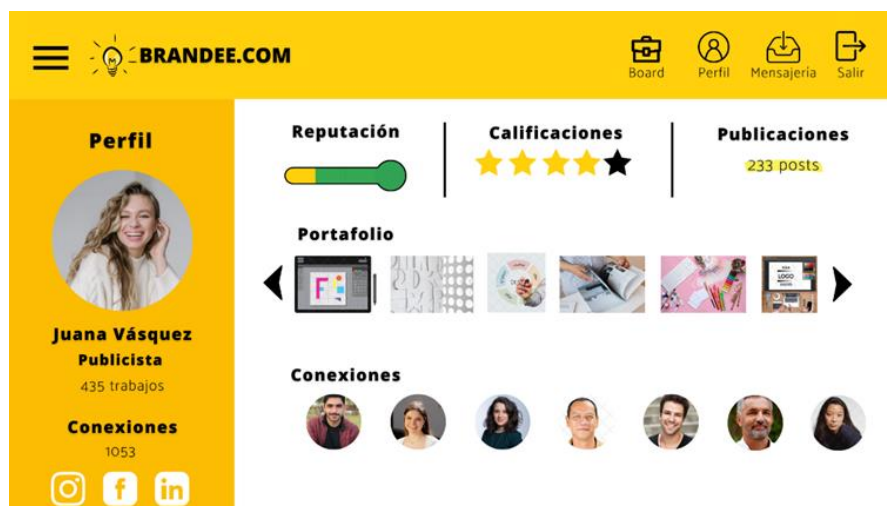 BRANDEE.COM
Board
Perfil
Mensajería
Salir
Perfil
Juana Vásquez
Publicista
435 trabajos
Conexiones
1053
Reputación
Calificaciones
Publicaciones
233 posts
Portafolio
LOGO
Conexiones